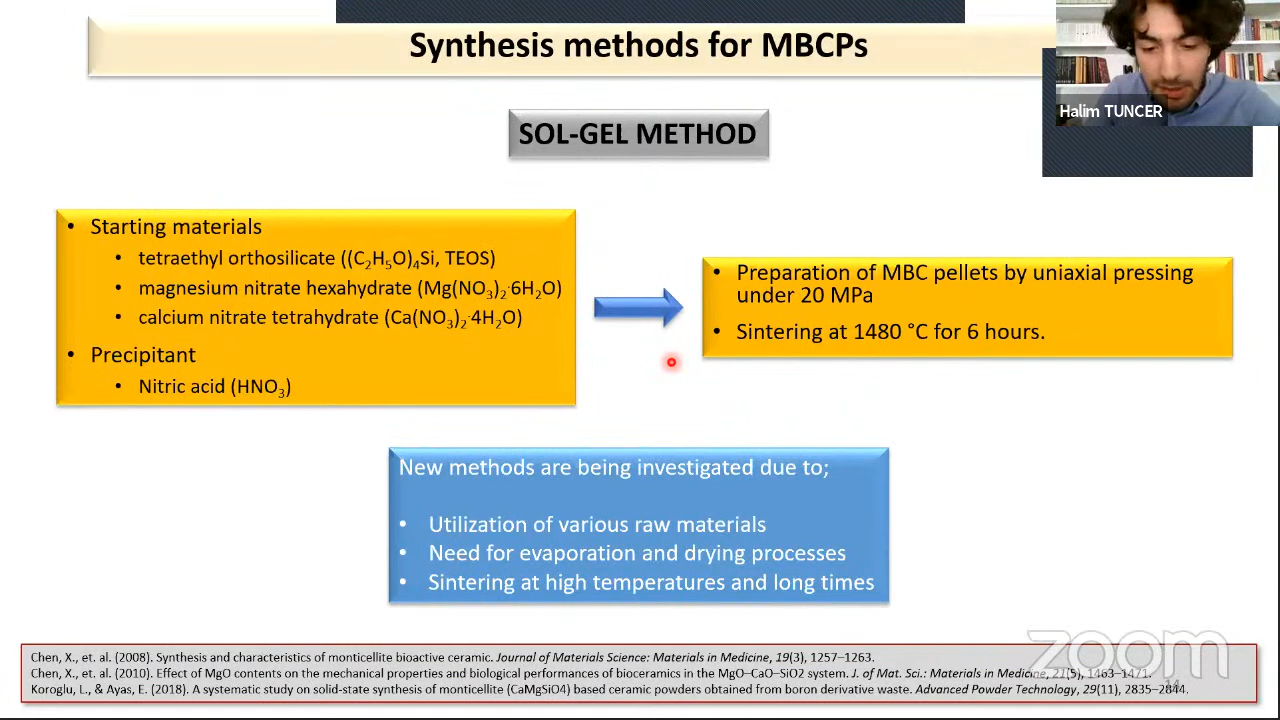 Synthesis methods for MBCPs
Halim TUNCER
SOL-GEL METHOD
• Starting materials
• tetraethyl orthosilicate ((C₂H₅O)₄Si, TEOS)
• magnesium nitrate hexahydrate (Mg(NO₃)₂·6H₂O)
• calcium nitrate tetrahydrate (Ca(NO₃)₂·4H₂O)
• Precipitant
• Nitric acid (HNO₃)
• Preparation of MBC pellets by uniaxial pressing
under 20 MPa
• Sintering at 1480 °C for 6 hours.
New methods are being investigated due to;
• Utilization of various raw materials
• Need for evaporation and drying processes
• Sintering at high temperatures and long times
zoom
Chen, X., et. al. (2008). Synthesis and characteristics of monticellite bioactive ceramic. Journal of Materials Science: Materials in Medicine, 19(3), 1257–1263.
Chen, X., et. al. (2010). Effect of MgO contents on the mechanial properties and biological performances of bioceramics in the MgO–CaO–SiO2 system. J. of Mat. Sci.: Materials in Medicine, 21(5), 1463–1471.
Koroglu, L., & Ayas, E. (2018). A systematic study on solid-state synthesis of monticellite (CaMgSiO4) based ceramic powders obtained from boron derivative waste. Advanced Powder Technology, 29(11), 2835–2844.
14